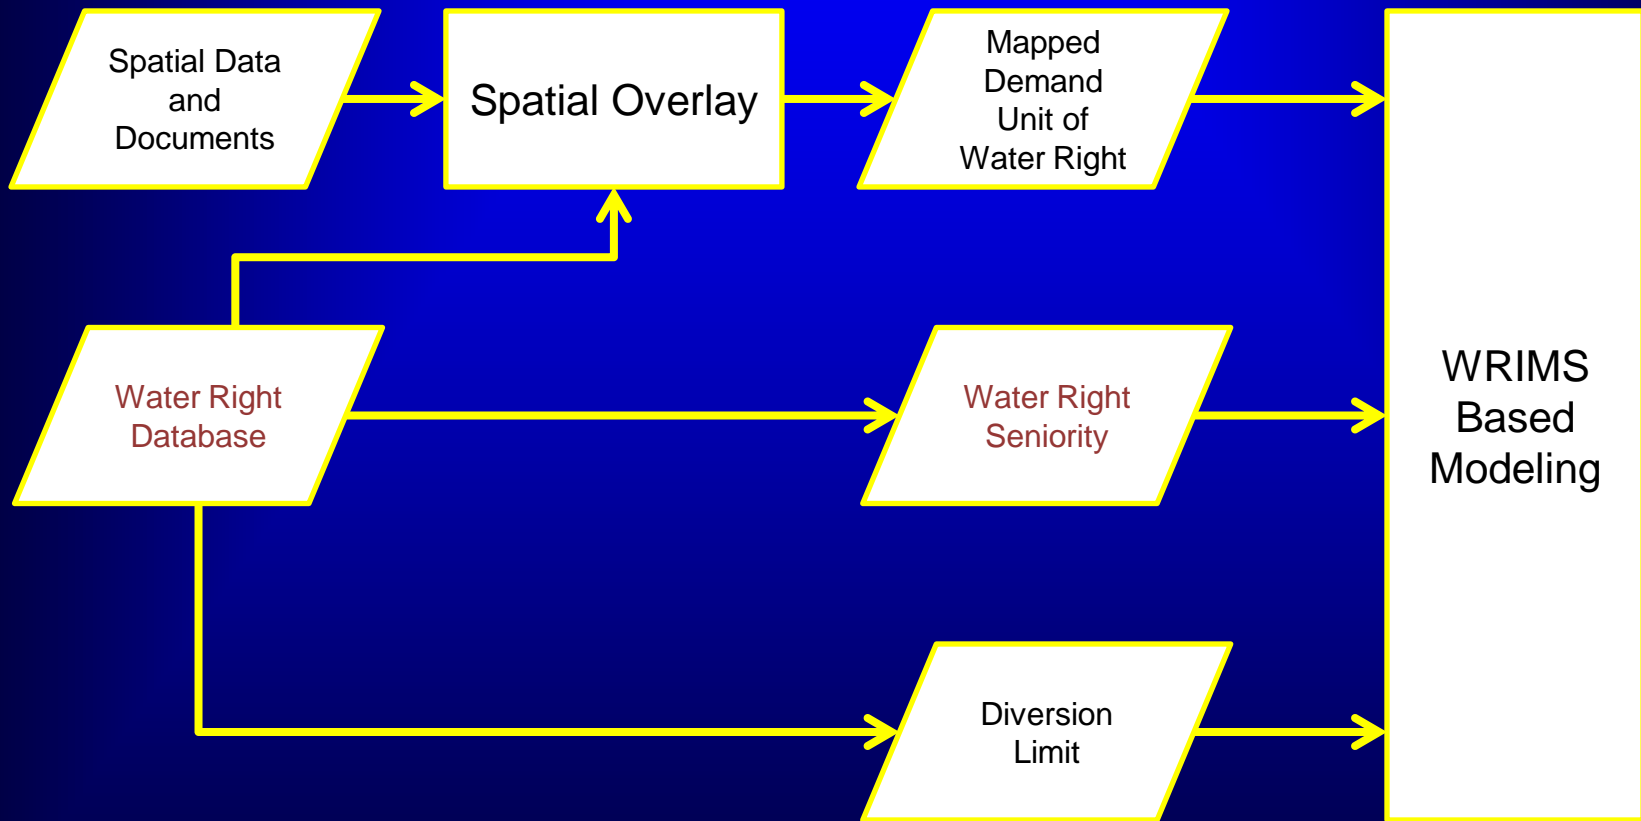 Spatial Data
and
Documents
Spatial Overlay
Mapped
Demand
Unit of
Water Right
Water Right
Database
Water Right
Seniority
WRIMS
Based
Modeling
Diversion
Limit